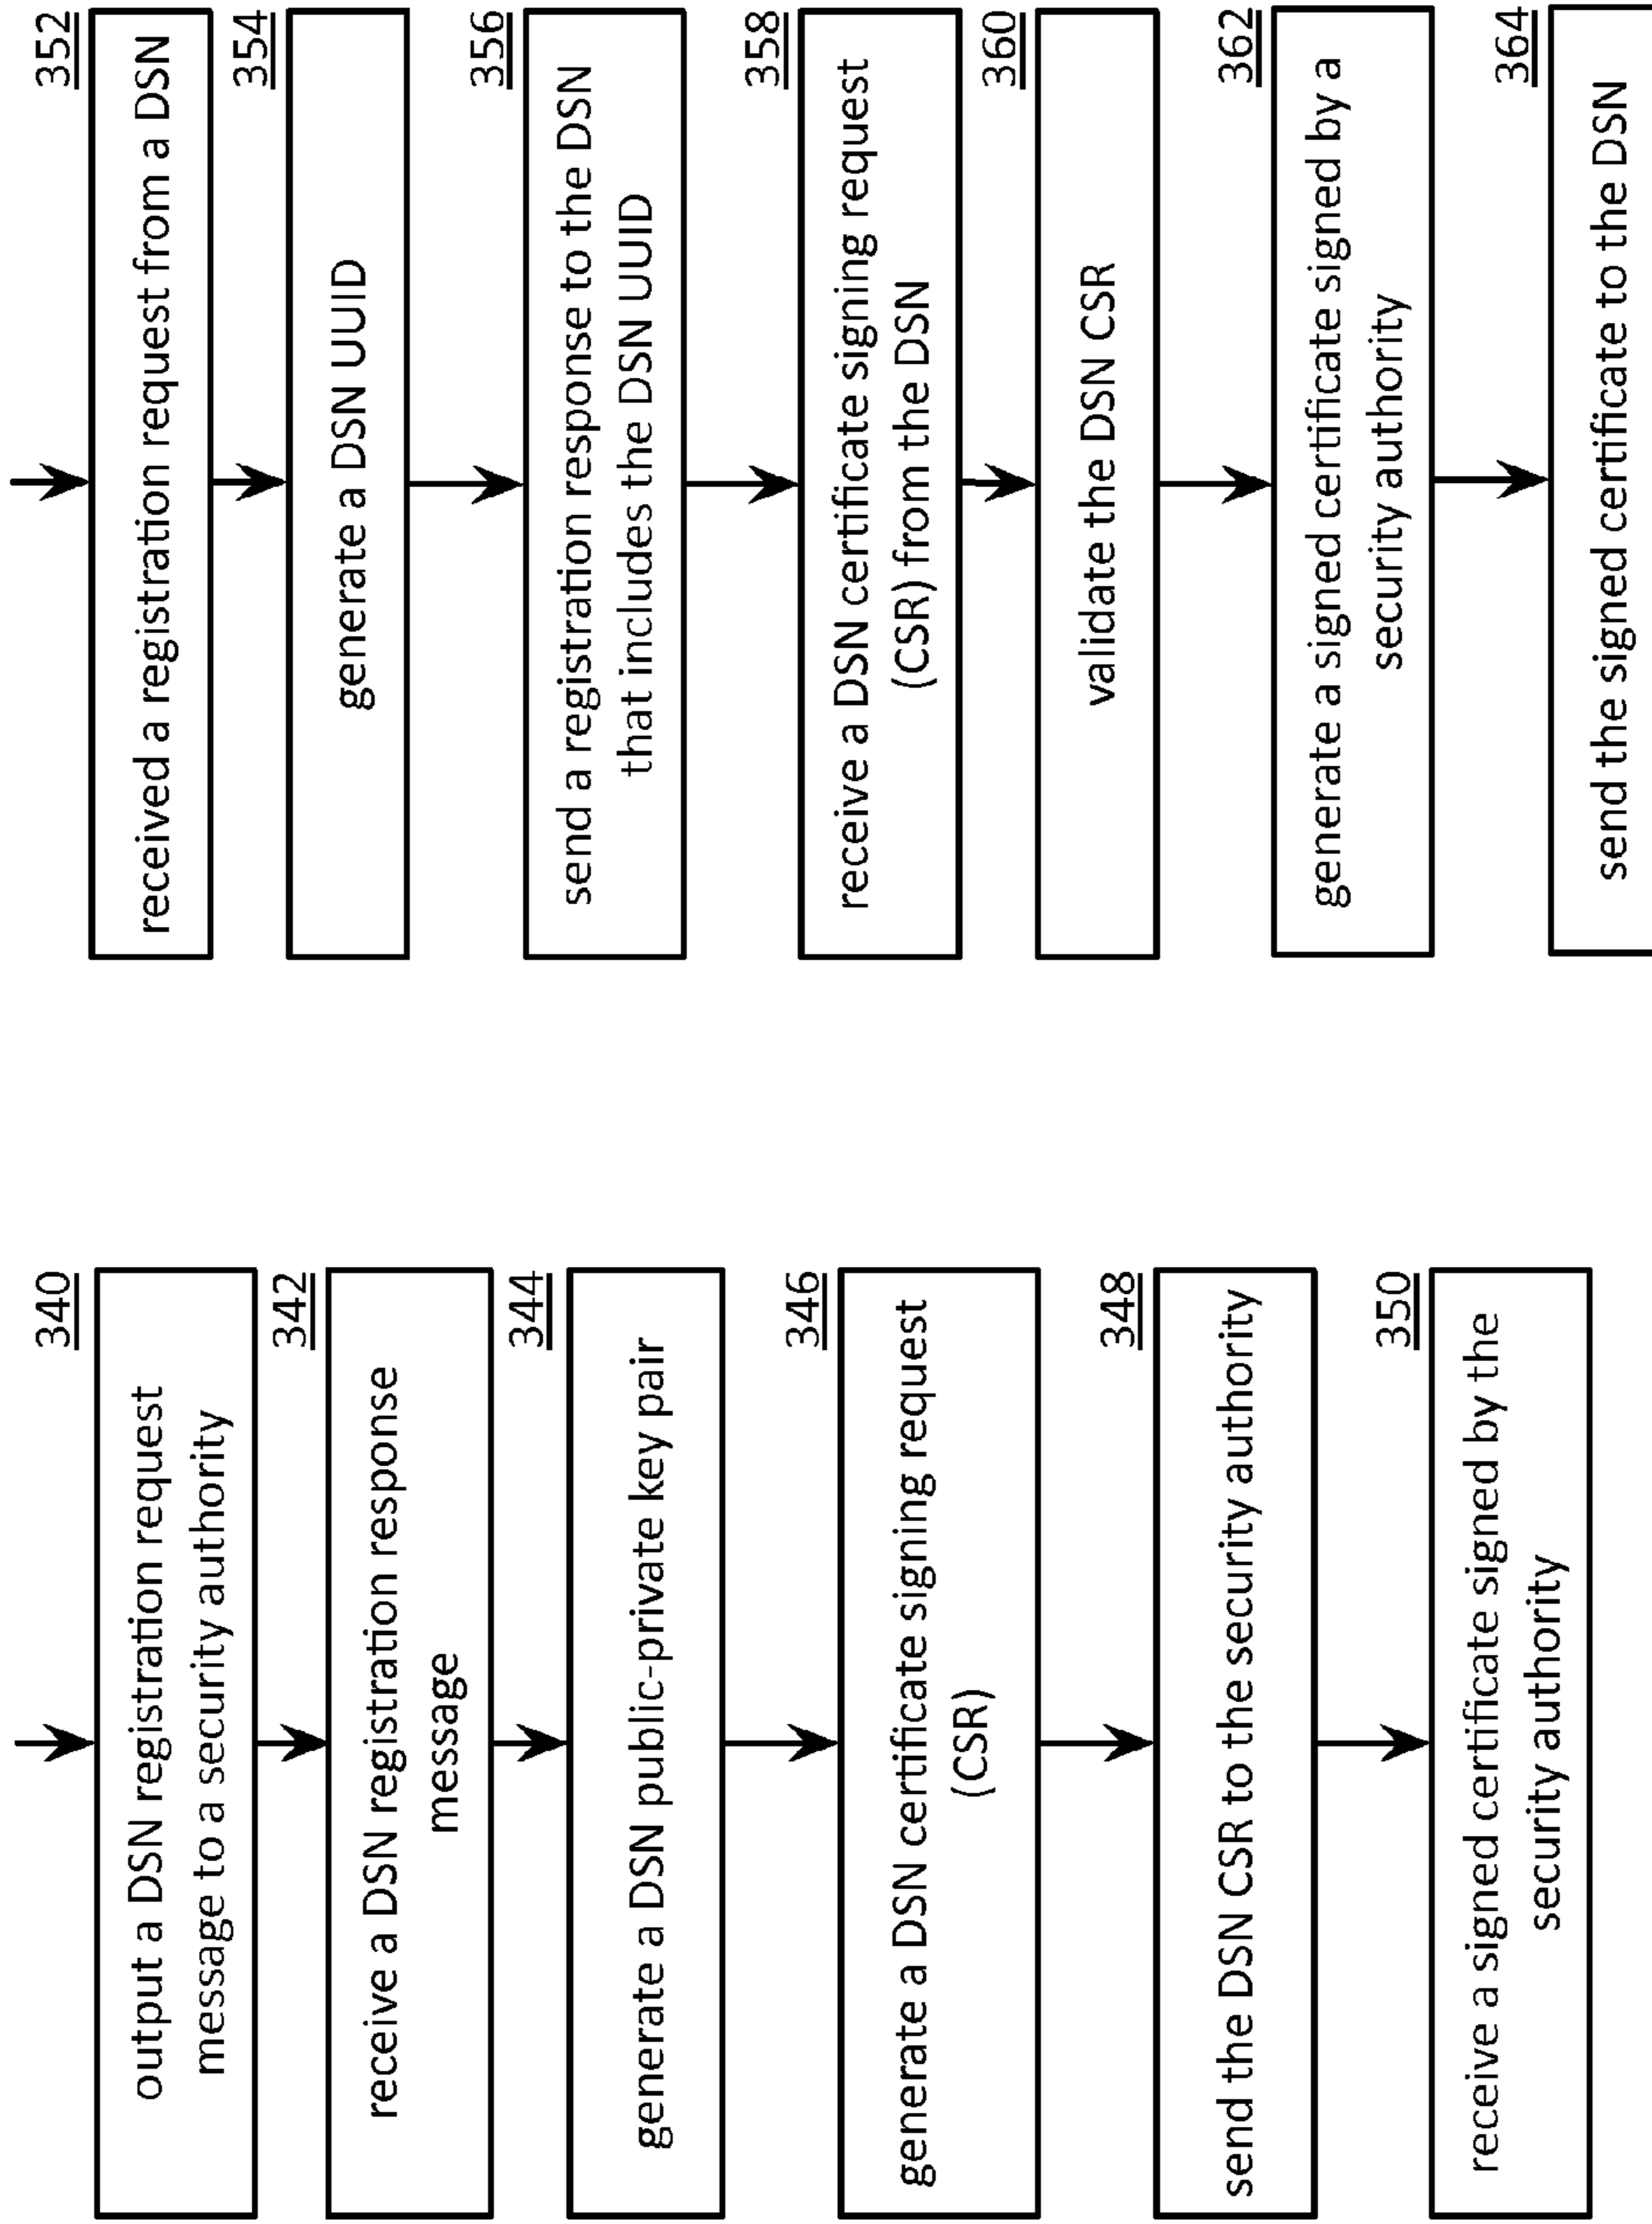 340
output a DSN registration request
message to a security authority
342
receive a DSN registration response
message
344
generate a DSN public-private key pair
346
generate a DSN certificate signing request
(CSR)
348
send the DSN CSR to the security authority
350
receive a signed certificate signed by the
security authority
352
received a registration request from a DSN
354
generate a DSN UUID
356
send a registration response to the DSN
that includes the DSN UUID
358
receive a DSN certificate signing request
(CSR) from the DSN
360
validate the DSN CSR
362
generate a signed certificate signed by a
security authority
364
send the signed certificate to the DSN